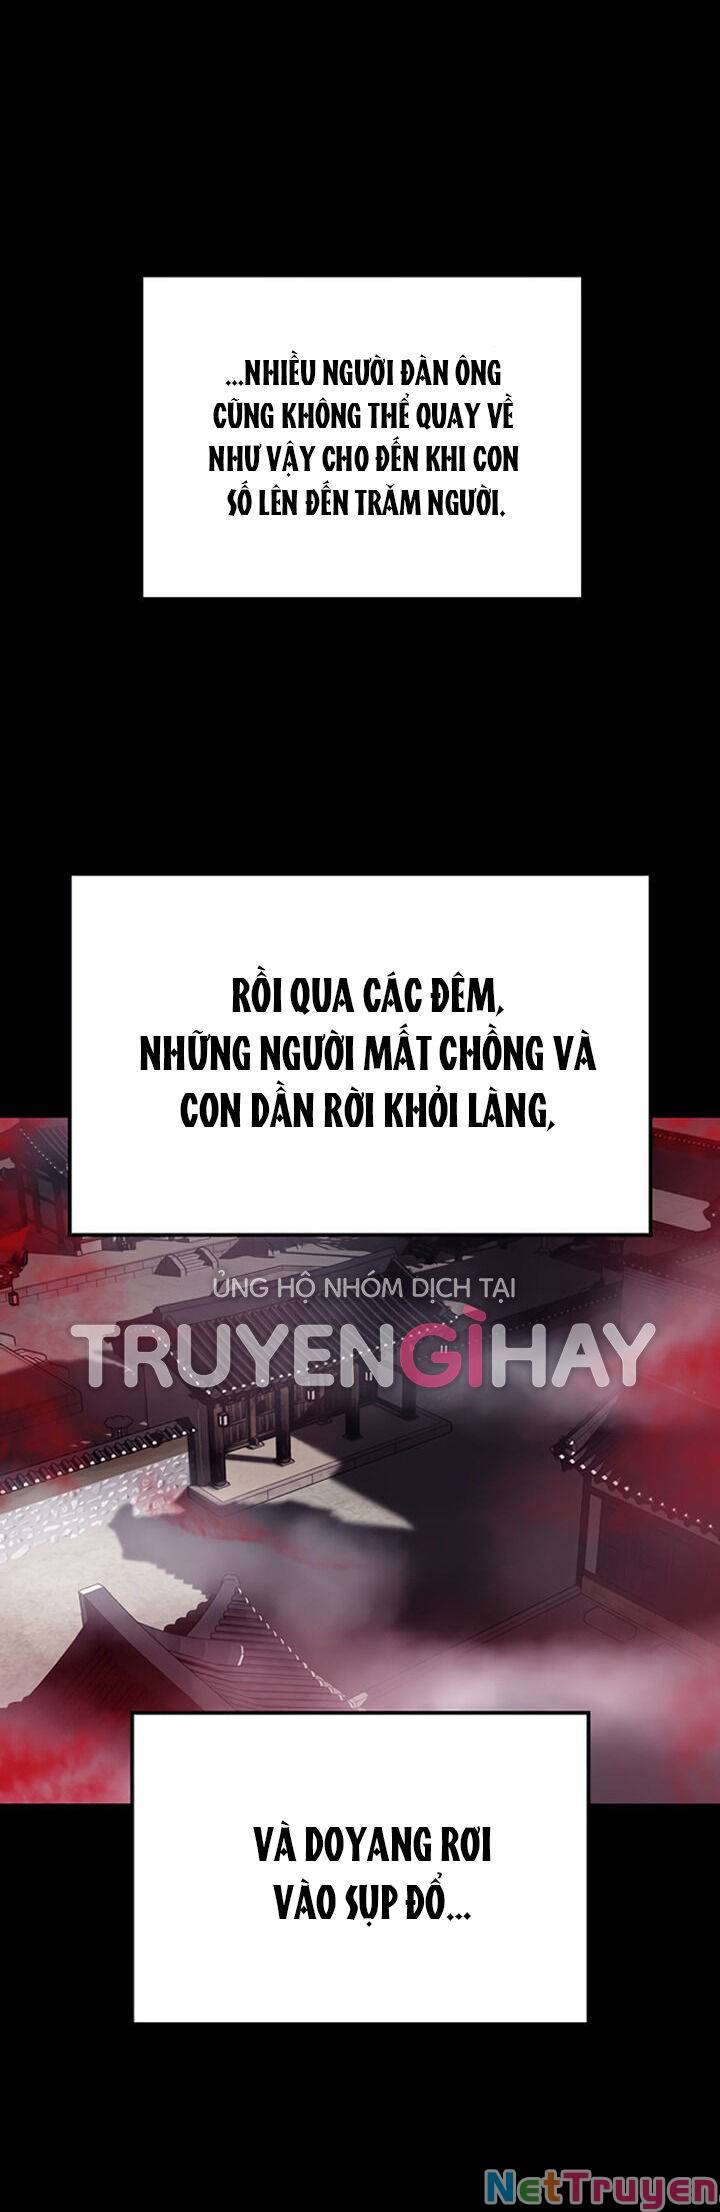 ...NHIỀU NGƯỜI ĐÀN ÔNG
CŨNG KHÔNG THỂ QUAY VỀ
NHƯ VẬY CHO ĐẾN KHI CON
SỐ LÊN ĐẾN TRĂM NGƯỜI.
RỒI QUA CÁC ĐÊM,
NHỮNG NGƯỜI MẤT CHỒNG VÀ
CON DẦN RỜI KHỎI LÀNG,
ỦNG HỘ NHÓM DỊCH TẠI
TRUYENGIHAY
VÀ DOYANG RƠI
VÀO SỤP ĐỔ...
NetTruyen